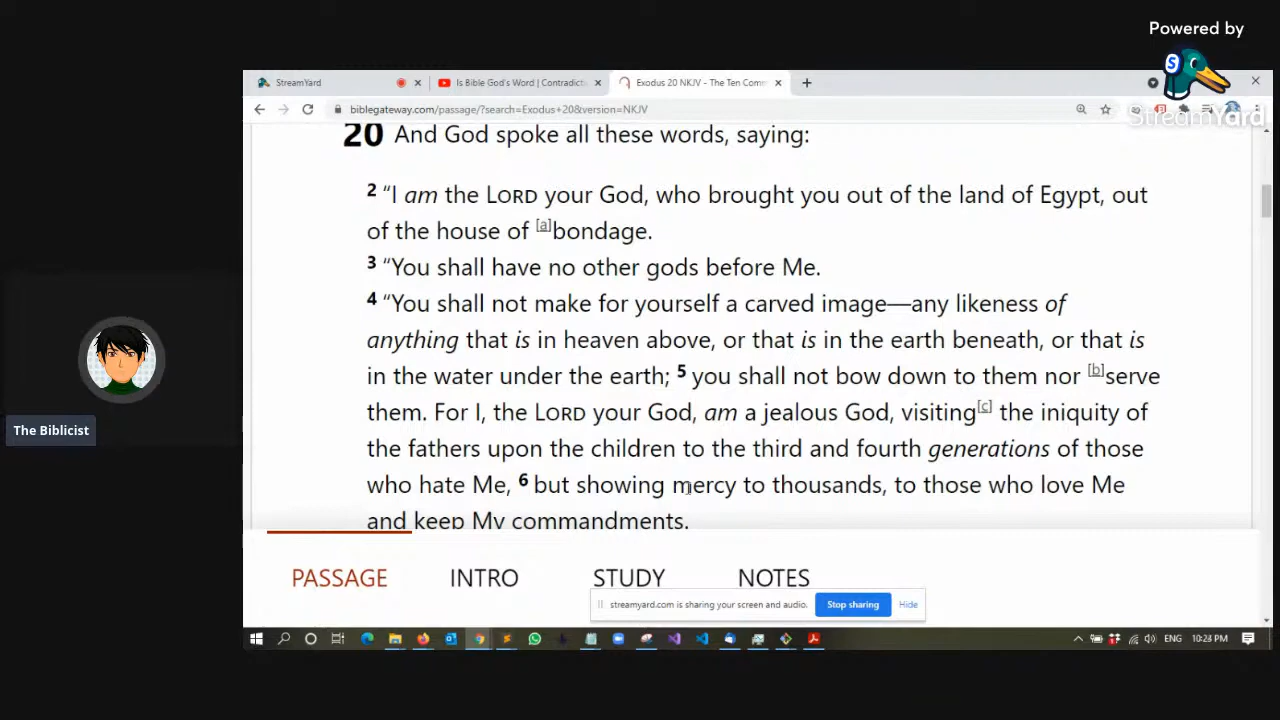 Powered by
S
StreamYard
StreamYard
Is Bible God's Word | Contradictic
Exodus 20 NKJV - The Ten Comm
biblegateway.com/passage/?search=Exodus+20&version=NKJV
20 And God spoke all these words, saying:
2 “I am the LORD your God, who brought you out of the land of Egypt, out
of the house of [a]bondage.
3 “You shall have no other gods before Me.
4 “You shall not make for yourself a carved image—any likeness of
anything that is in heaven above, or that is in the earth beneath, or that is
in the water under the earth; 5 you shall not bow down to them nor [b]serve
them. For I, the LORD your God, am a jealous God, visiting[c] the iniquity of
the fathers upon the children to the third and fourth generations of those
who hate Me, 6 but showing mercy to thousands, to those who love Me
and keep My commandments.
The Biblicist
PASSAGE INTRO STUDY NOTES
streamyard.com is sharing your screen and audio. Stop sharing Hide
ENG 10:23 PM